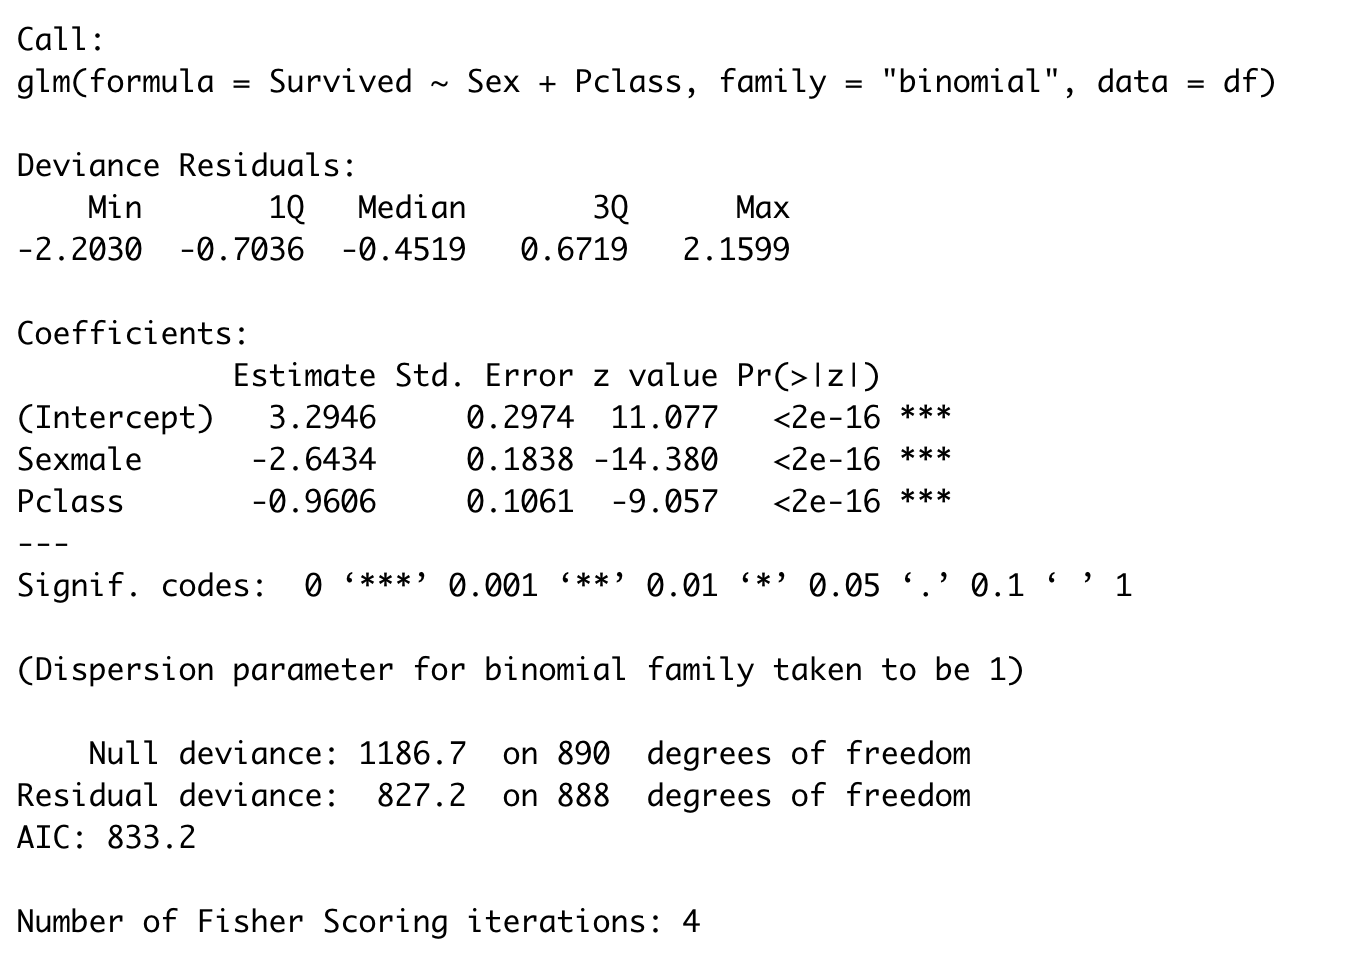 Call:
glm(formula = Survived ~ Sex + Pclass, family = "binomial", data = df)
Deviance Residuals:
    Min       1Q   Median       3Q      Max
-2.2030  -0.7036  -0.4519   0.6719   2.1599
Coefficients:
            Estimate Std. Error z value Pr(>|z|)
(Intercept)   3.2946     0.2974  11.077   <2e-16 ***
Sexmale      -2.6434     0.1838 -14.380   <2e-16 ***
Pclass       -0.9606     0.1061  -9.057   <2e-16 ***
---
Signif. codes:  0 ‘***’ 0.001 ‘**’ 0.01 ‘*’ 0.05 ‘.’ 0.1 ‘ ’ 1
(Dispersion parameter for binomial family taken to be 1)
    Null deviance: 1186.7  on 890  degrees of freedom
Residual deviance:  827.2  on 888  degrees of freedom
AIC: 833.2
Number of Fisher Scoring iterations: 4